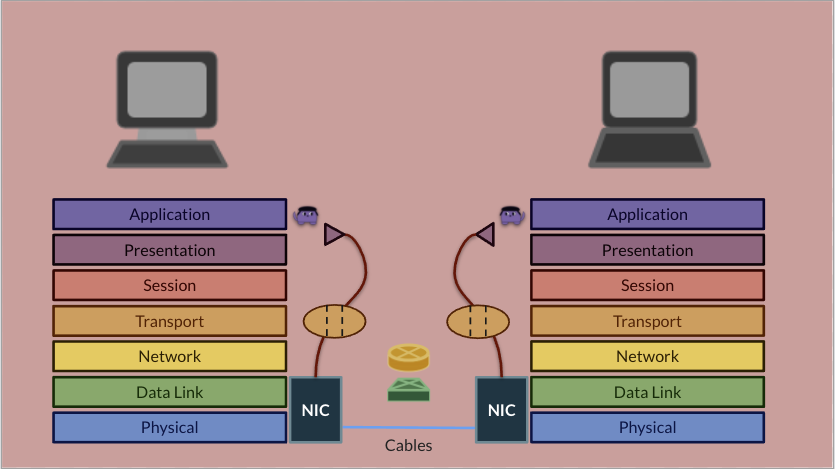 Application
Presentation
Session
Transport
Network
Data Link
Physical
NIC
Cables
NIC
Application
Presentation
Session
Transport
Network
Data Link
Physical